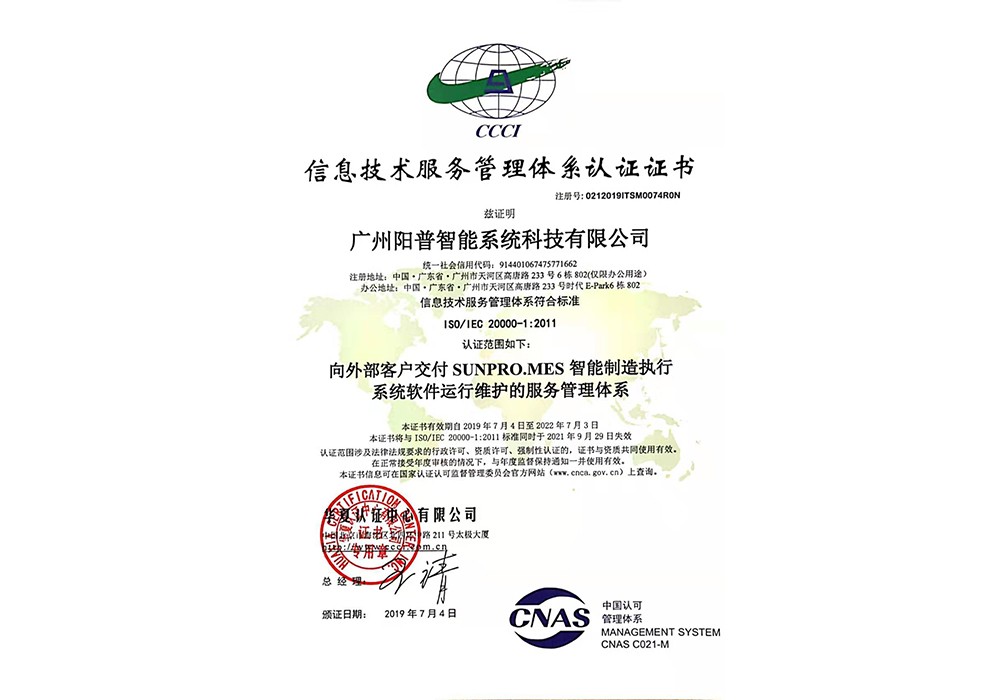 CCCI
信息技术服务管理体系认证证书
注册号: 0212019ITSM0074R0N
兹证明
广州阳普智能系统科技有限公司
统一社会信用代码: 914401067475771662
注册地址: 中国·广东省·广州市天河区高唐路 233 号 6 栋 802(仅限办公用途)
办公地址: 中国·广东省·广州市天河区高唐路 233 号时代 E-Park6 栋 802
信息技术服务管理体系符合标准
ISO/IEC 20000-1:2011
认证范围如下:
向外部客户交付 SUNPRO.MES 智能制造执行
系统软件运行维护的服务管理体系
本证书有效期自 2019 年 7 月 4 日至 2022 年 7 月 3 日
本证书将与 ISO/IEC 20000-1:2011 标准同时于 2021 年 9 月 29 日失效
认证范围涉及法律法规要求的行政许可、资质许可、强制性认证的，证书与资质共同使用有效。
在正常接受年度审核的情况下，与年度监督保持通知一并使用有效。
本证书信息可在国家认证认可监督管理委员会官方网站（www.cnca.gov.cn）上查询。
华夏认证中心有限公司
路 211 号太极大厦
http://www.ccci.com.cn
证书
专用章
总 经 理:
颁证日期: 2019 年 7 月 4 日
CNAS
中国认可
管理体系
MANAGEMENT SYSTEM
CNAS C021-M